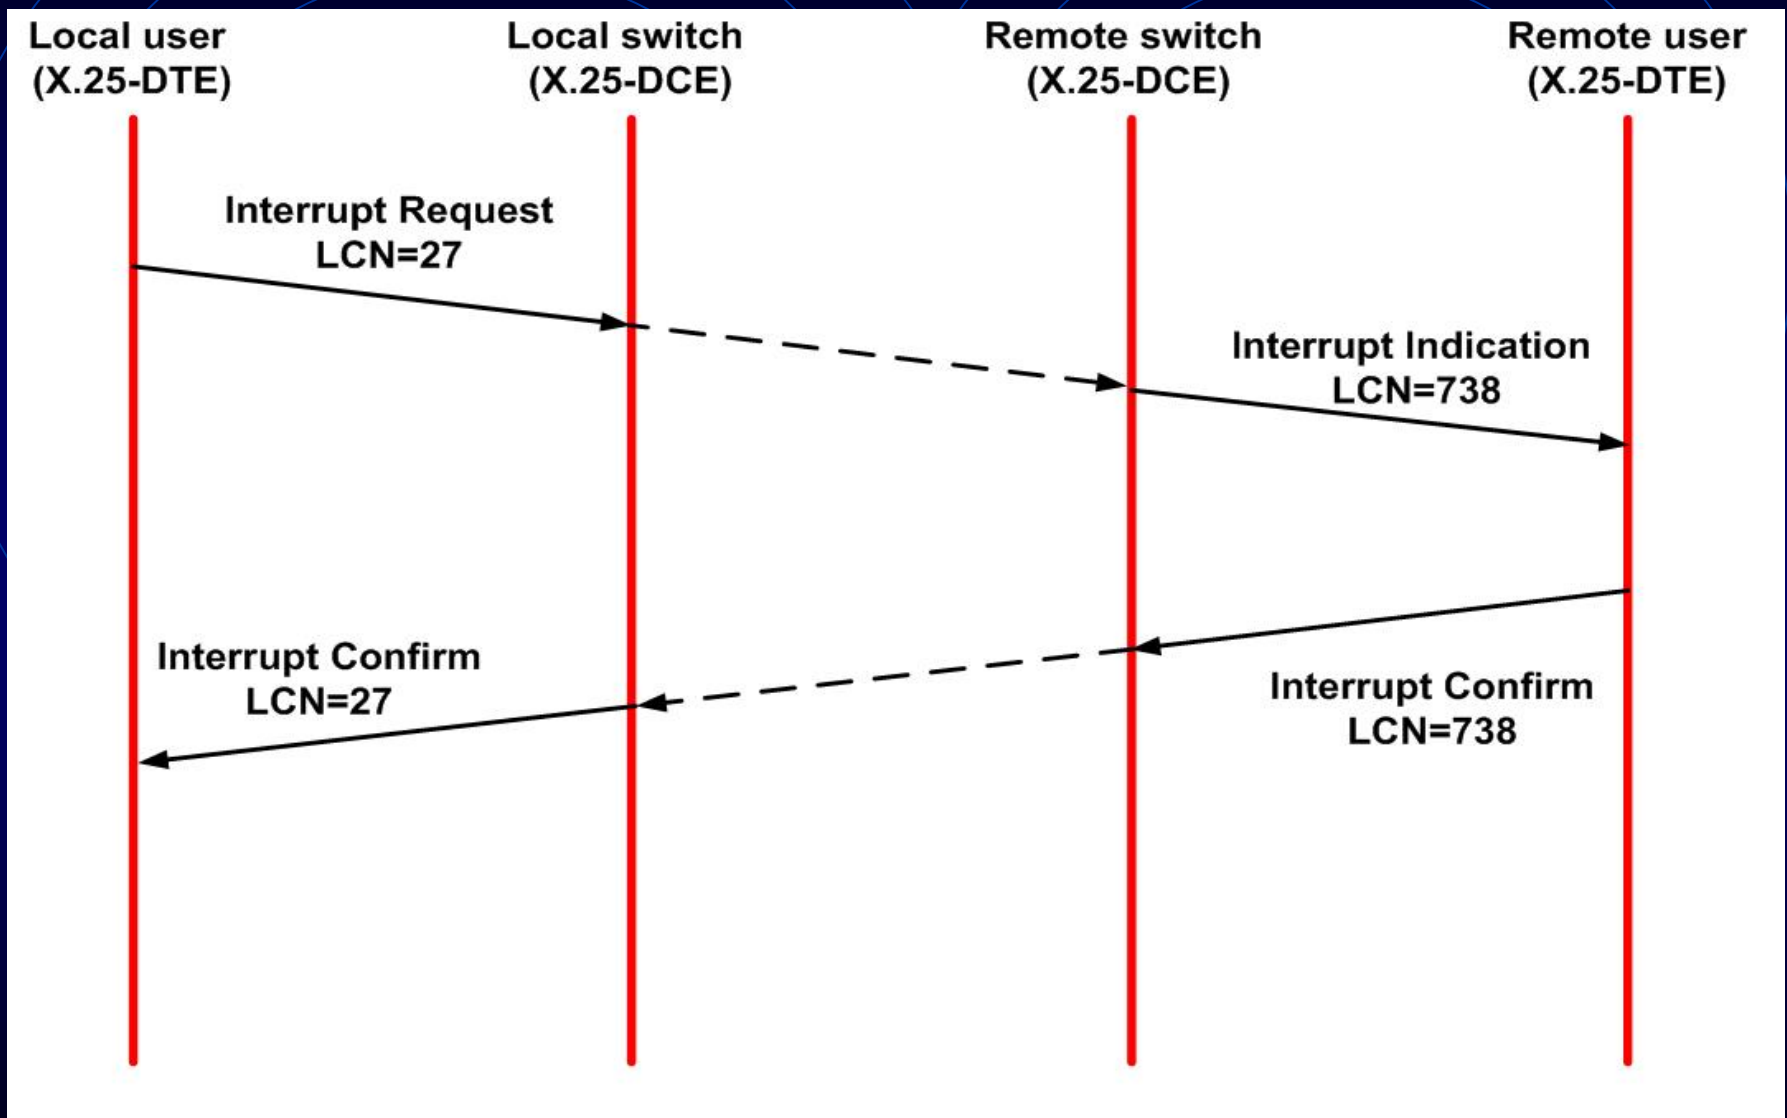 Local user
(X.25-DTE)
Local switch
(X.25-DCE)
Remote switch
(X.25-DCE)
Remote user
(X.25-DTE)
Interrupt Request
LCN=27
Interrupt Indication
LCN=738
Interrupt Confirm
LCN=27
Interrupt Confirm
LCN=738